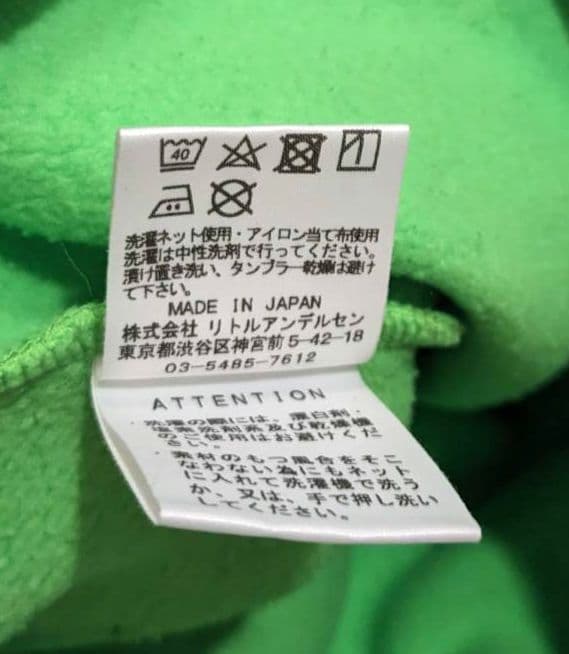 40
洗濯ネット使用・アイロン当て布使用
洗濯は中性洗剤で行ってください。
漬け置き洗い、タンブラー乾燥は避け
て下さい。
MADE IN JAPAN
株式会社 リトルアンデルセン
東京都渋谷区神宮前5-42-18
03-5485-7612
ATTENTION
・洗濯の際には、漂白剤・
塩素洗剤系及び乾燥機
のご使用はお避けくだ
さい。
・素材のもつ風合をそこ
なわない為にもネット
に入れて洗濯機で洗う
か、又は、手で押し洗い
してください。